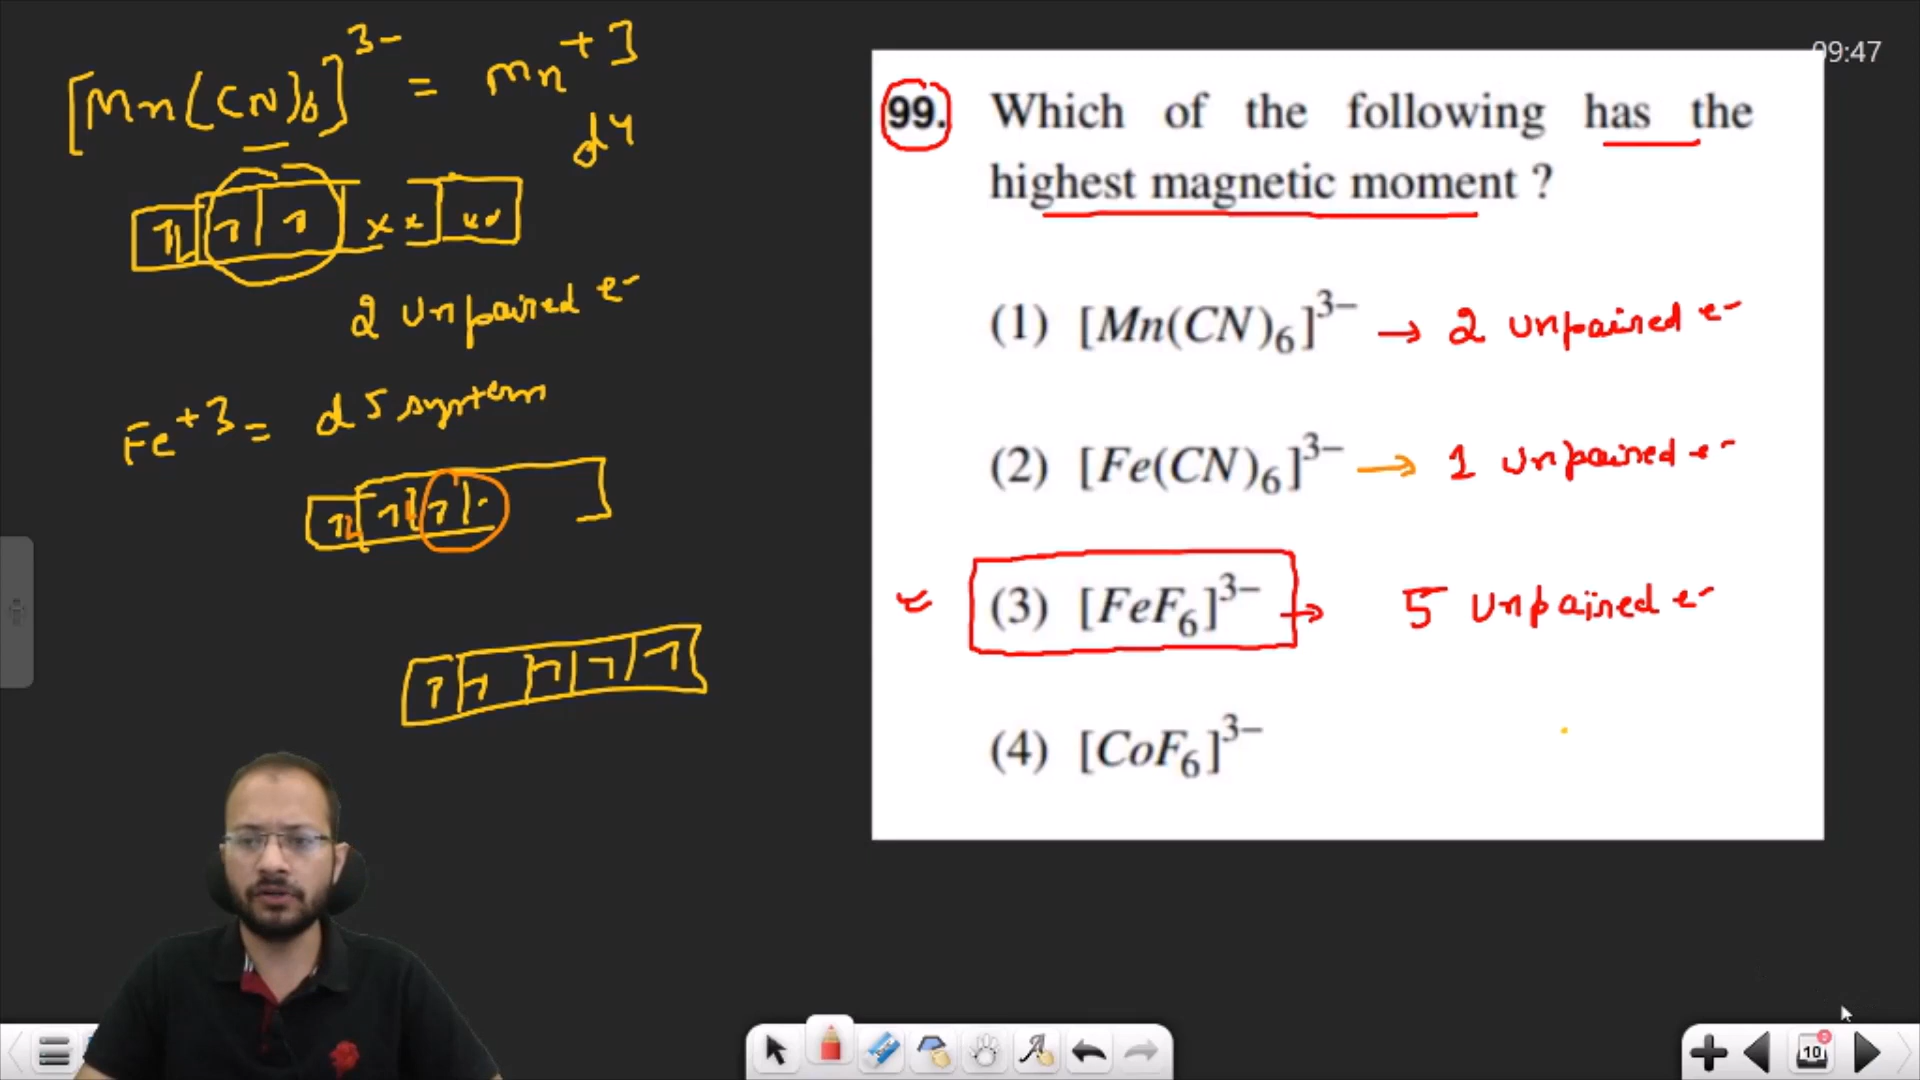 [Mn(CN)6]3- = Mn+3
d4
2 unpaired e-
Fe+3 = d5 system
09:47
99. Which of the following has the
highest magnetic moment ?
(1) [Mn(CN)6]3– → 2 unpaired e-
(2) [Fe(CN)6]3– → 1 unpaired e-
(3) [FeF6]3– → 5 unpaired e-
(4) [CoF6]3–
10